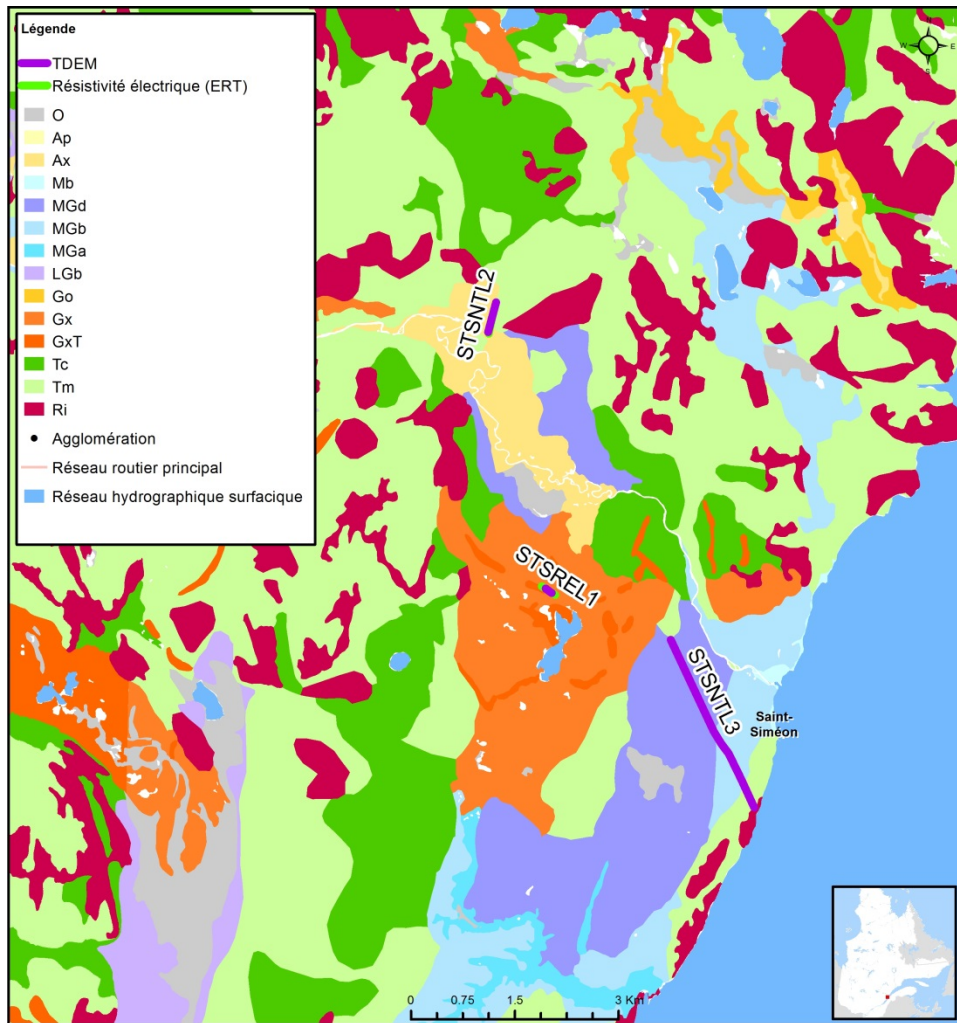 Légende
TDEM
Résistivité électrique (ERT)
O
Ap
Ax
Mb
MGd
MGb
MGa
LGb
Go
Gx
GxT
Tc
Tm
Ri
Agglomération
Réseau routier principal
Réseau hydrographique surfacique
N
W
E
S
STSNTL2
STSREL1
STSNTL3
Saint-
Siméon
0 0.75 1.5 3 Km